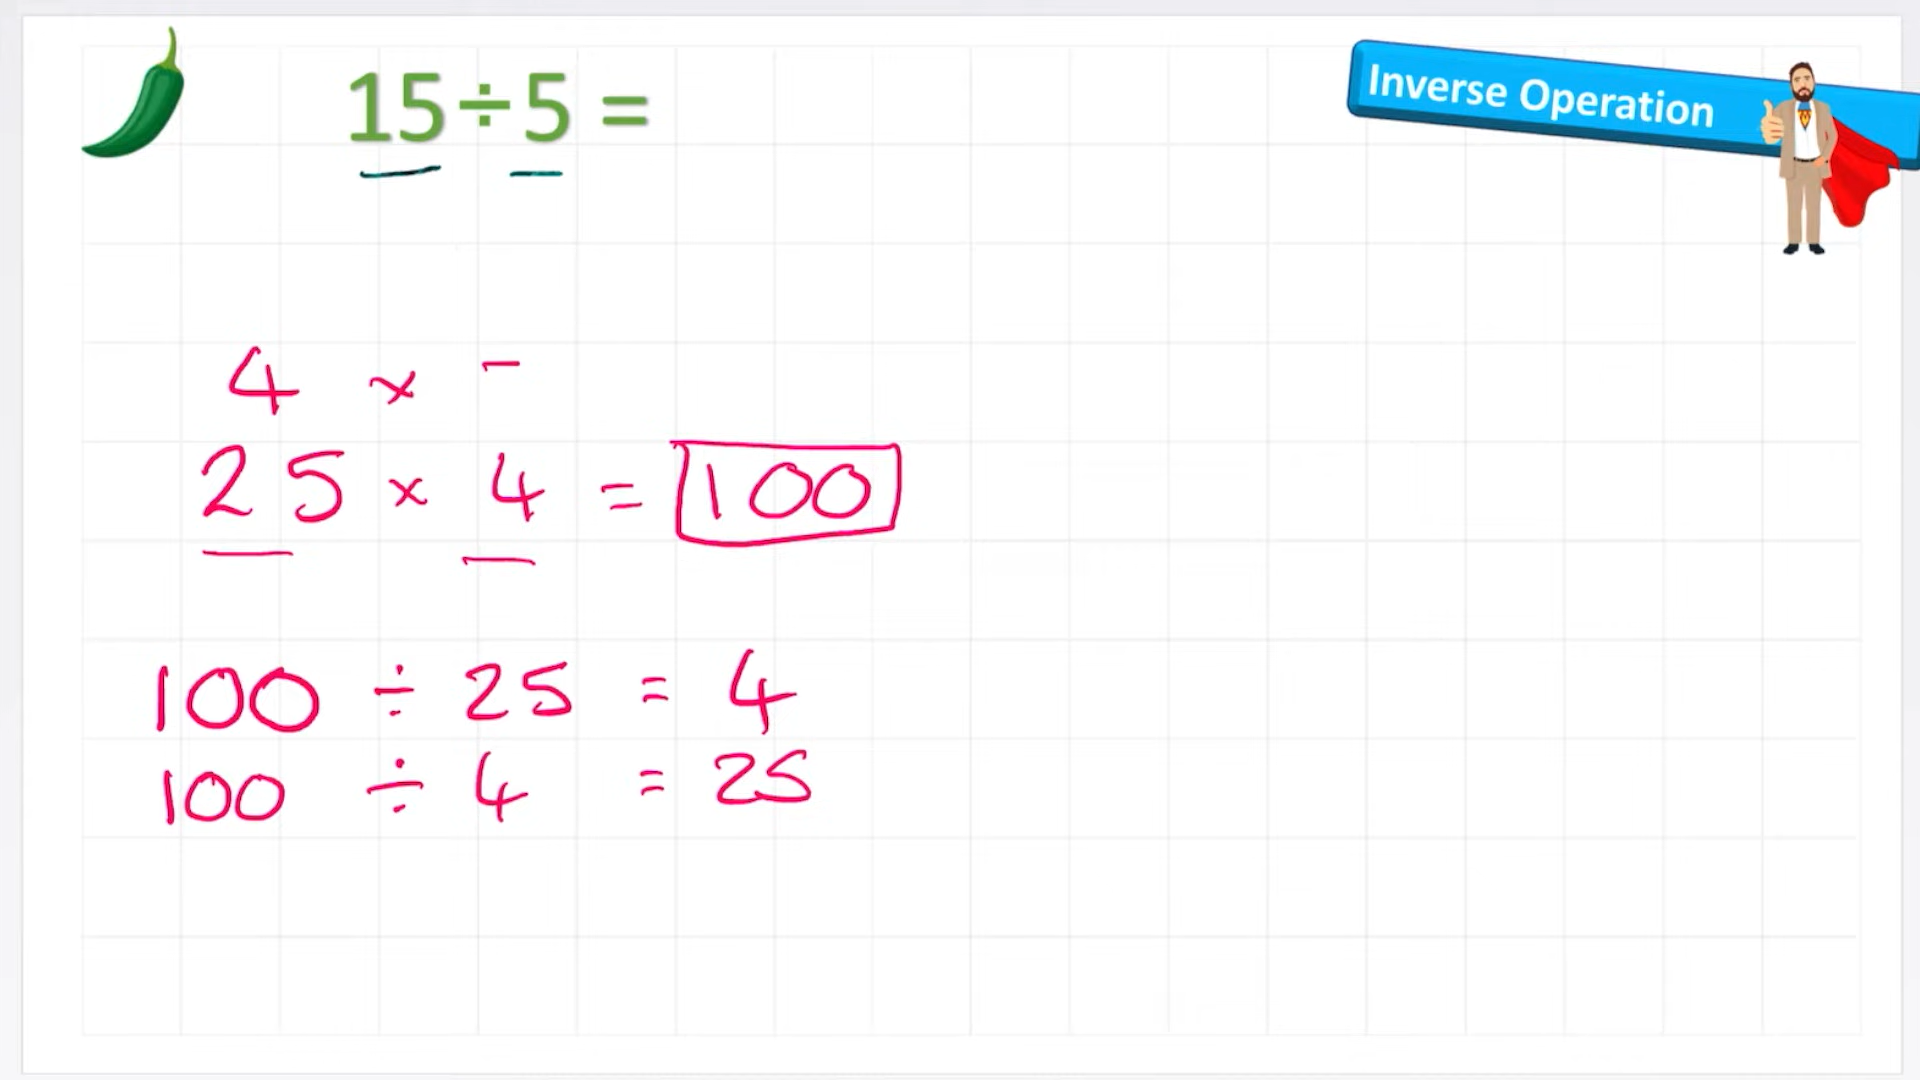 15÷5 =
Inverse Operation
4 ×
25 × 4 = 100
100 ÷ 25 = 4
100 ÷ 4 = 25